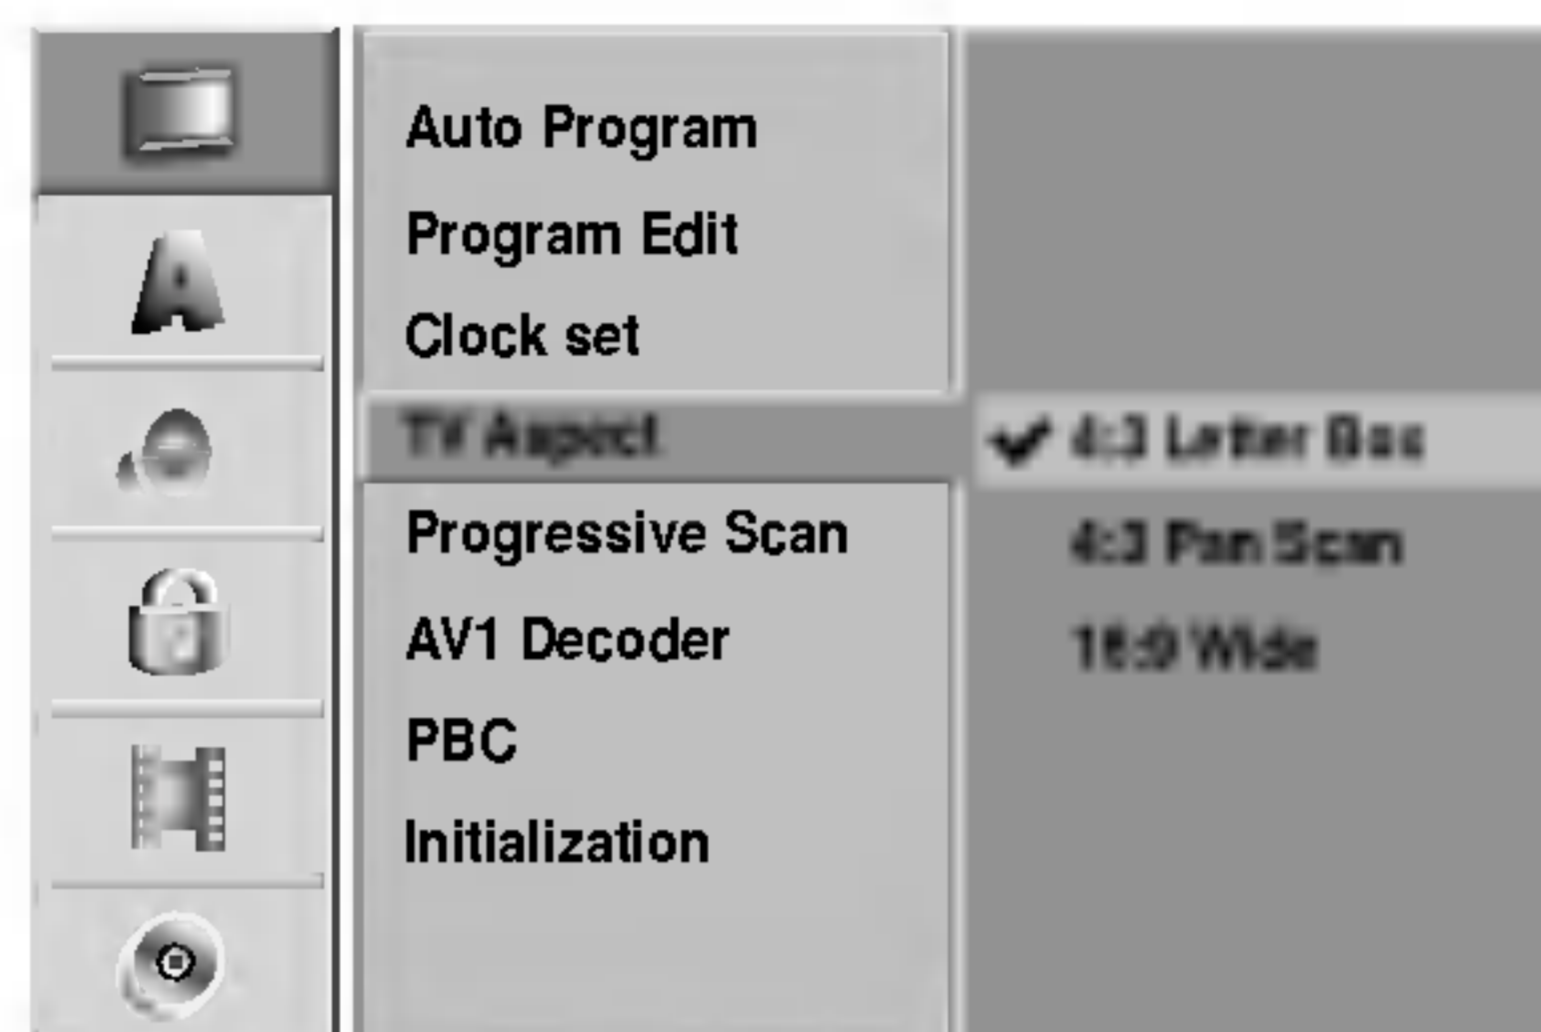 Auto Program
Program Edit
Clock set
TV Aspect
4:3 Letter Box
4:3 Pan Scan
16:9 Wide
Progressive Scan
AV1 Decoder
PBC
Initialization